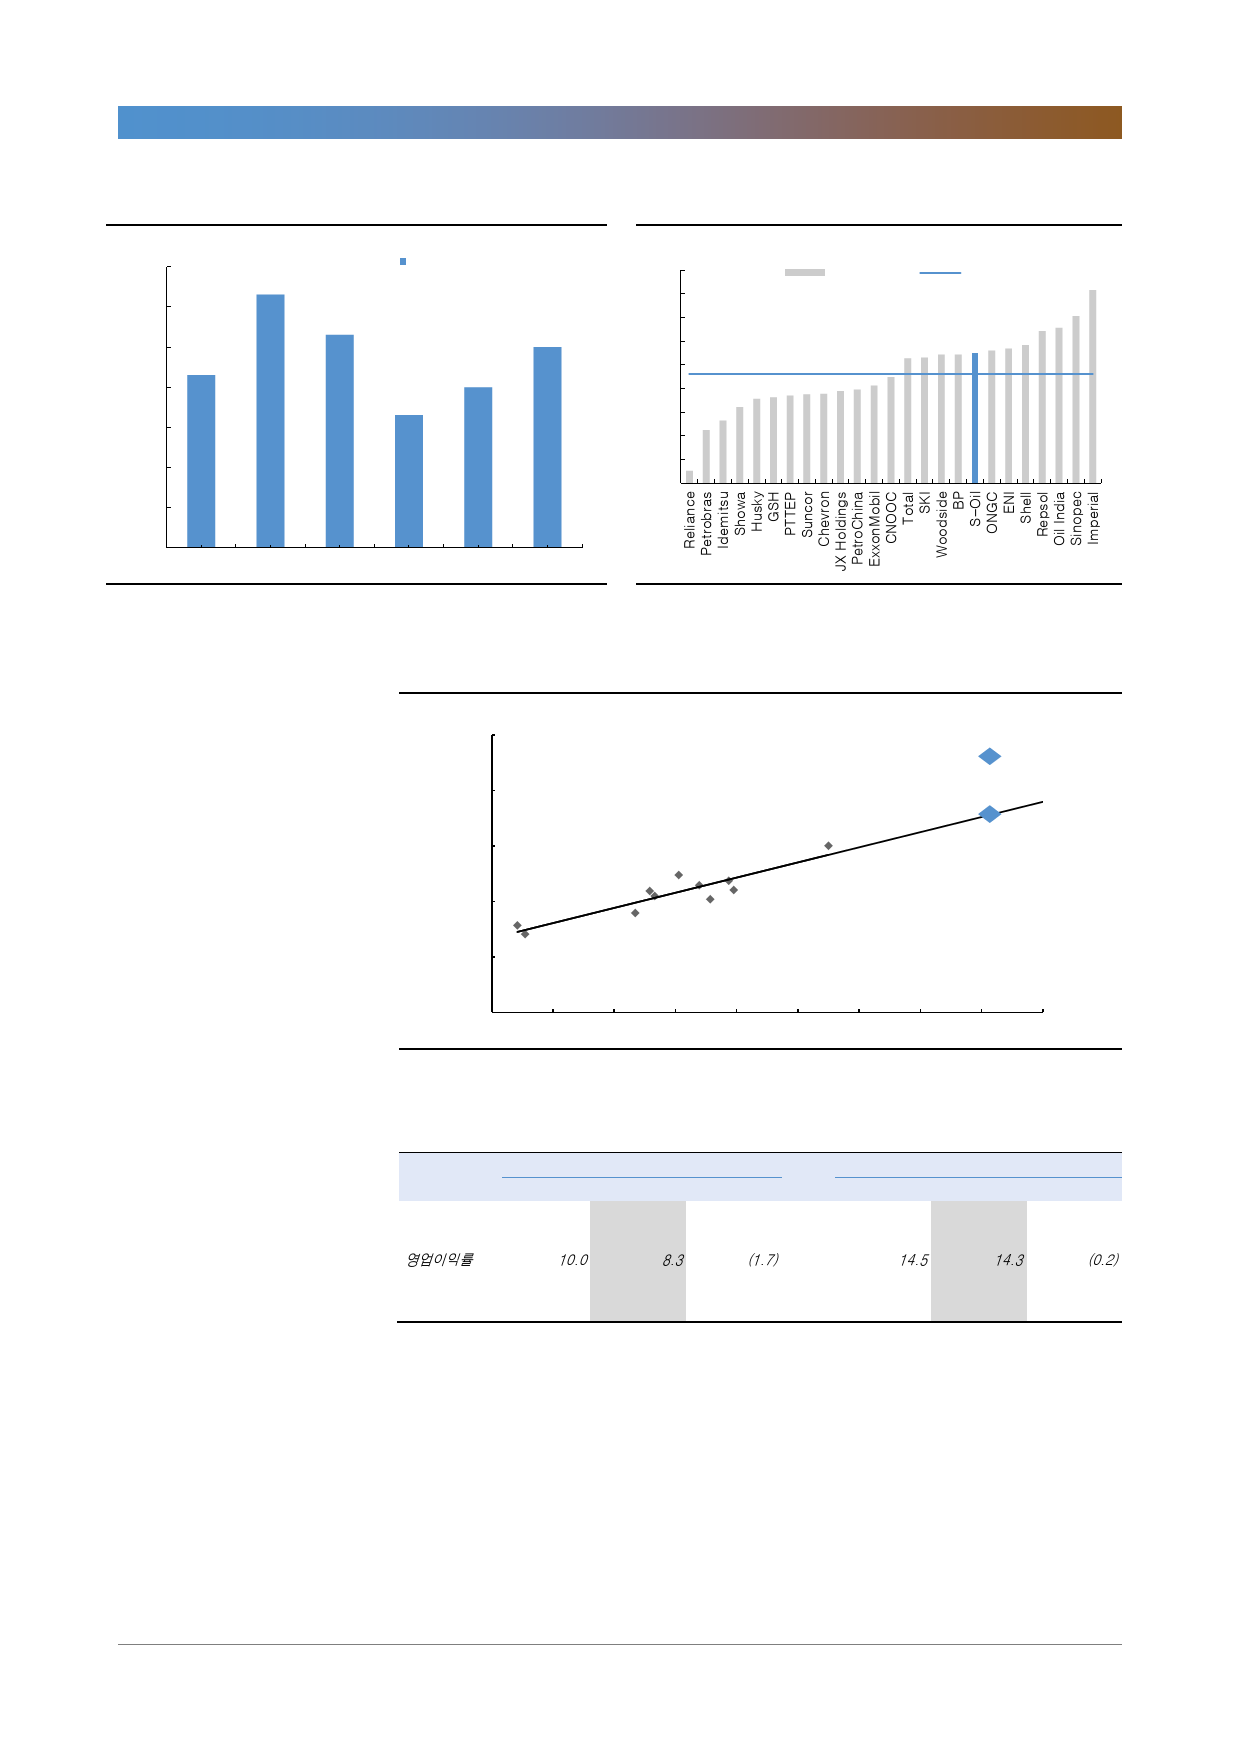 Reliance
Petrobras
Idemitsu
Showa
Husky
GSH
PTTEP
Suncor
Chevron
JX Holdings
PetroChina
ExxonMobil
CNOOC
Total
SKI
Woodside
BP
S-Oil
ONGC
ENI
Shell
Repsol
Oil India
Sinopec
Imperial
영업이익률 10.0 8.3 (1.7) 14.5 14.3 (0.2)